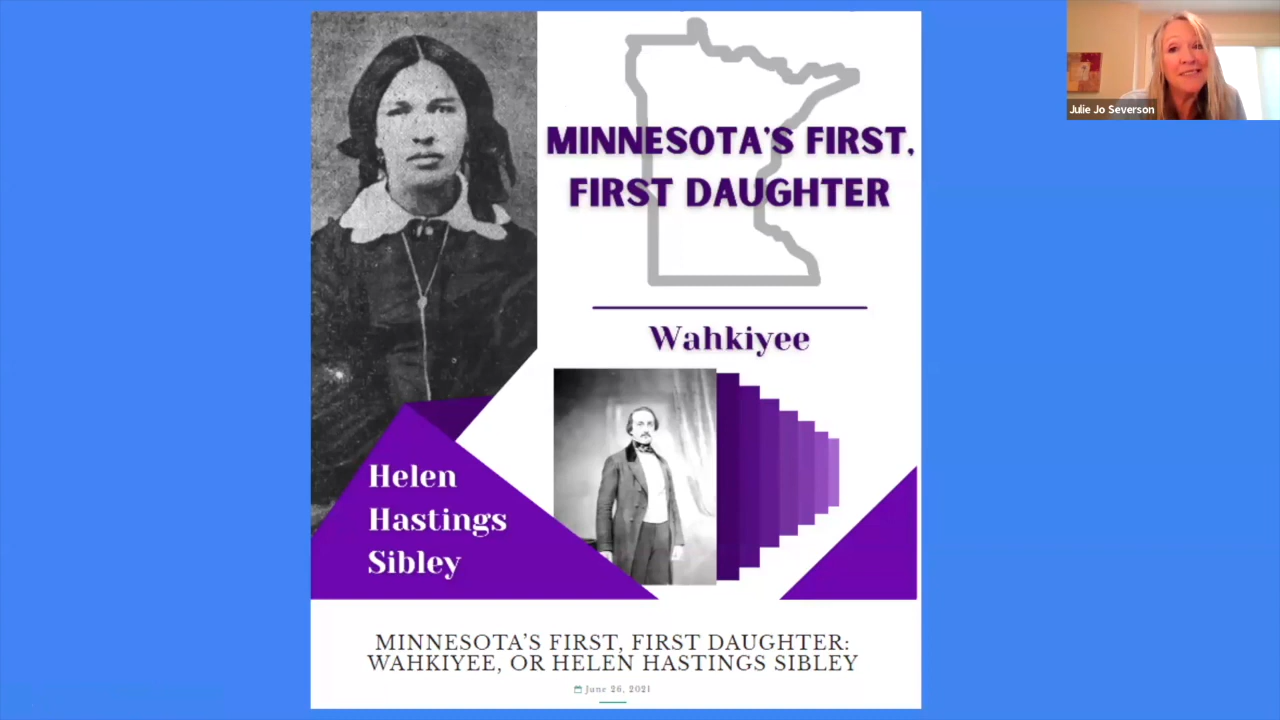 MINNESOTA'S FIRST,
FIRST DAUGHTER
Wahkiyee
Helen
Hastings
Sibley
MINNESOTA'S FIRST, FIRST DAUGHTER:
WAHKIYEE, OR HELEN HASTINGS SIBLEY
June 26, 2021
Julie Jo Severson